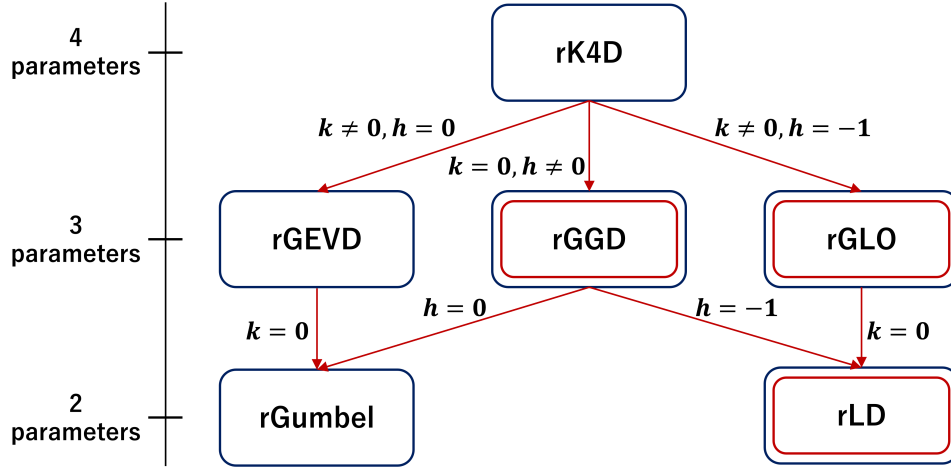 4
parameters
rK4D
k ≠ 0, h = 0
k = 0, h ≠ 0
k ≠ 0, h = −1
3
parameters
rGEVD
rGGD
rGLO
k = 0
h = 0
h = −1
k = 0
2
parameters
rGumbel
rLD